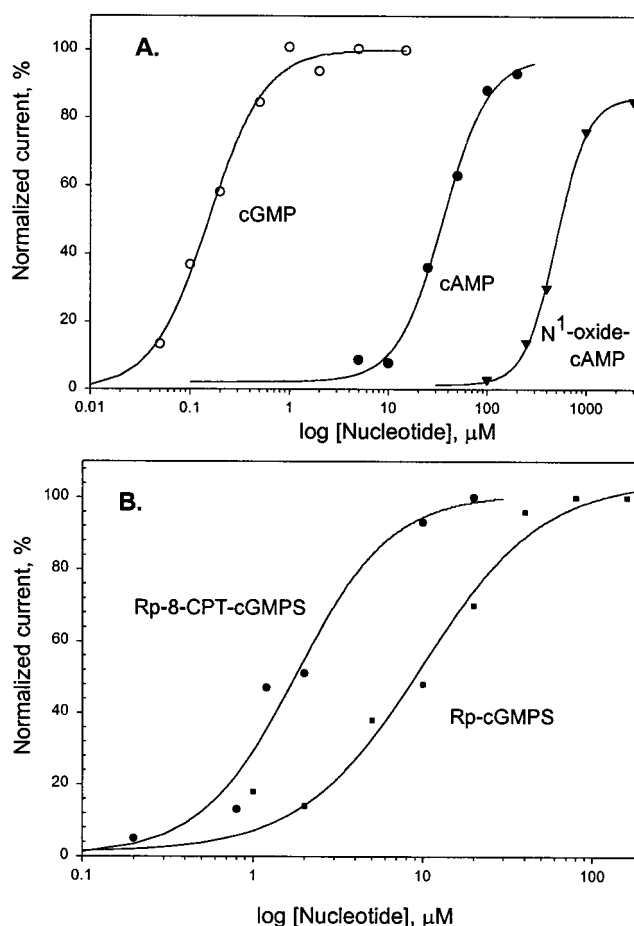 A.
Normalized current, %
100
80
60
40
20
0
cGMP
cAMP
N¹-oxide-
cAMP
0.01 0.1 1 10 100 1000
log [Nucleotide], µM
B.
Normalized current, %
100
80
60
40
20
0
Rp-8-CPT-cGMPS
Rp-cGMPS
0.1 1 10 100
log [Nucleotide], µM